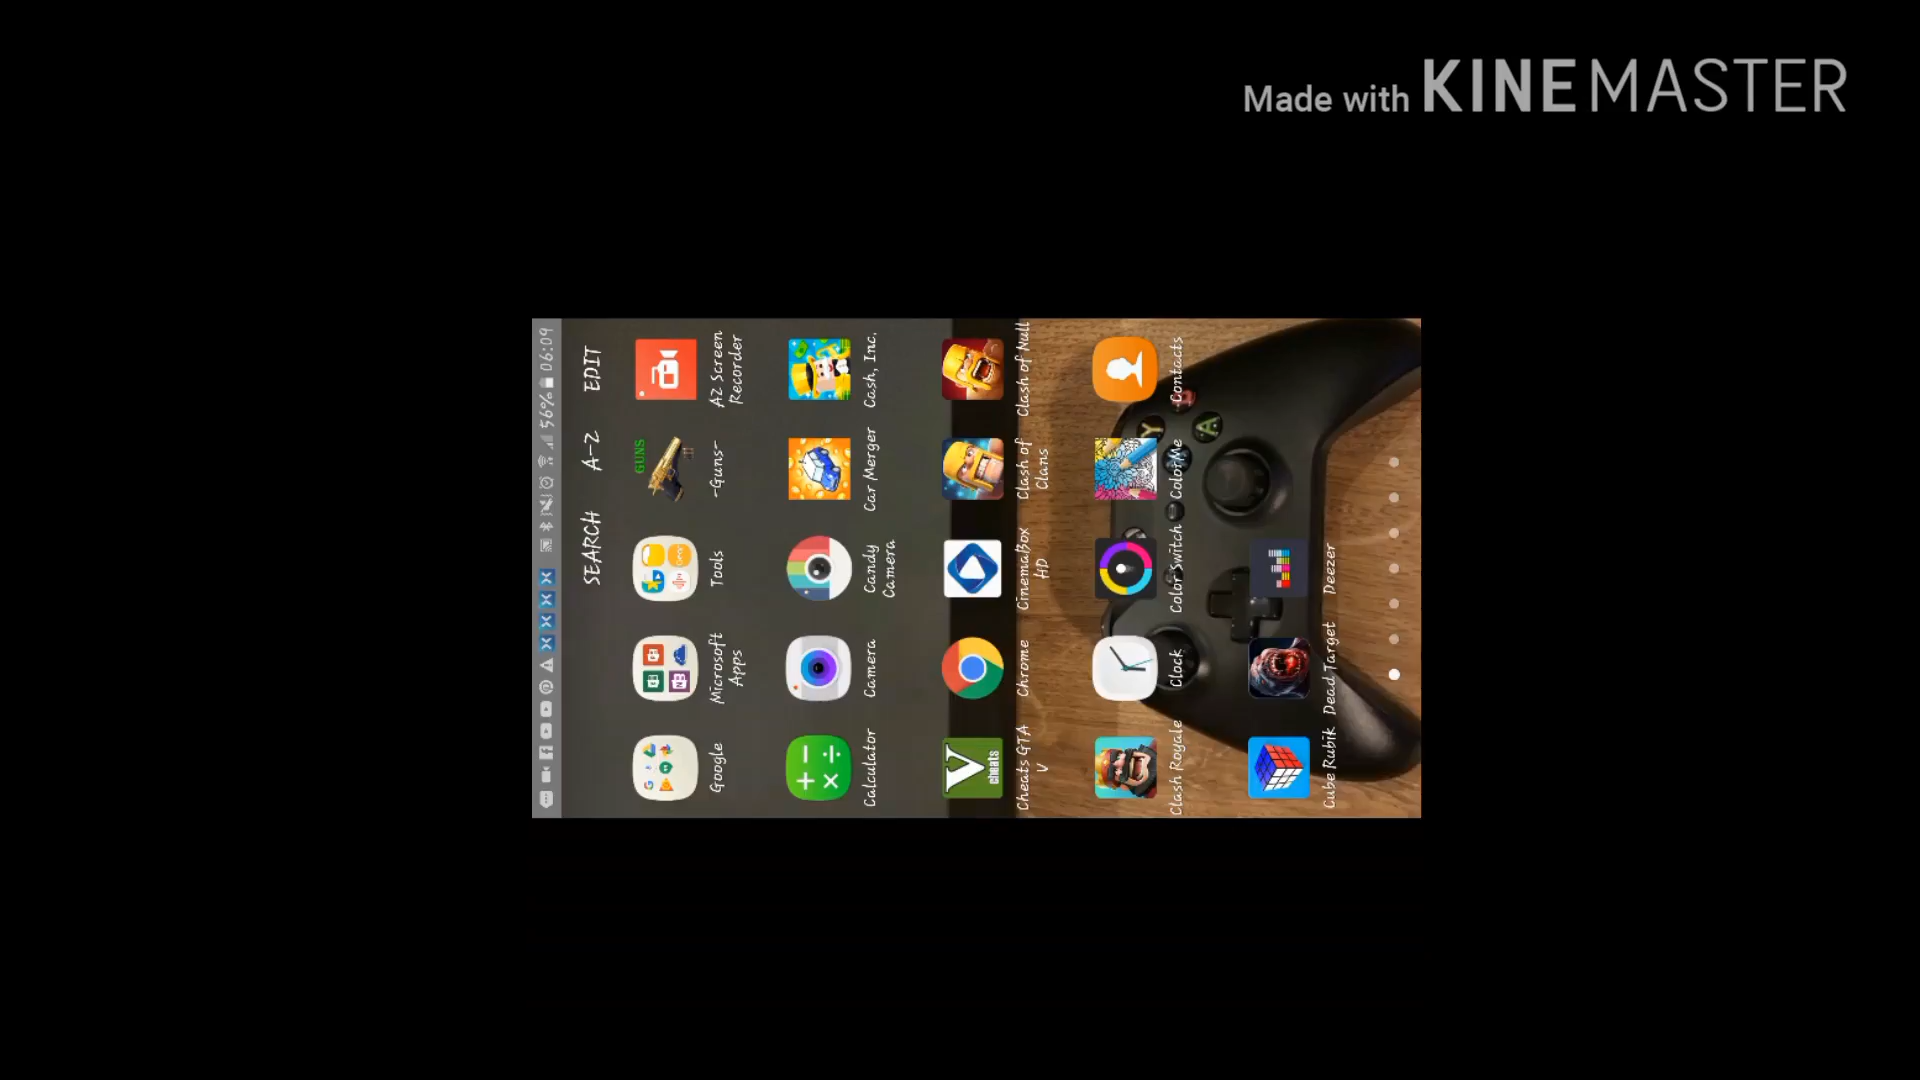 Made with KINEMASTER
56% 06:09
SEARCH A-Z EDIT
GUNS
Google
Microsoft
Apps
Tools
-Guns-
AZ Screen
Recorder
Calculator
Camera
Candy
Camera
Car Merger
Cash, Inc.
V
cheats
Cheats GTA
V
Chrome
CinemaBox
HD
Clash of
Clans
Clash of Null
Clash Royale
Clock
Color Switch
ColorMe
Contacts
Y
A
Cube Rubik
Dead Target
Deezer